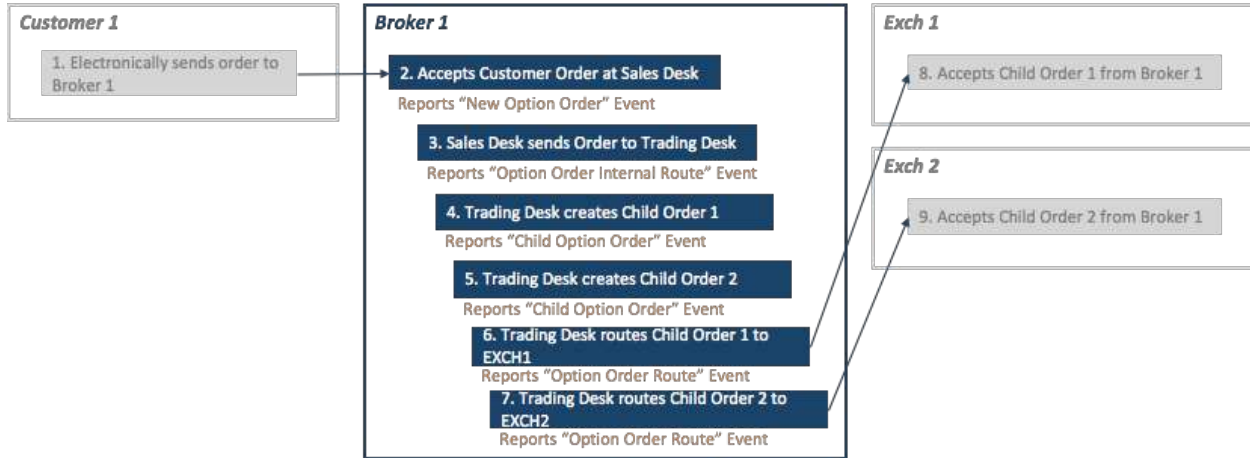 Customer 1
1. Electronically sends order to
Broker 1
Broker 1
2. Accepts Customer Order at Sales Desk
Reports “New Option Order” Event
3. Sales Desk sends Order to Trading Desk
Reports “Option Order Internal Route” Event
4. Trading Desk creates Child Order 1
Reports “Child Option Order” Event
5. Trading Desk creates Child Order 2
Reports “Child Option Order” Event
6. Trading Desk routes Child Order 1 to
EXCH1
Reports “Option Order Route” Event
7. Trading Desk routes Child Order 2 to
EXCH2
Reports “Option Order Route” Event
Exch 1
8. Accepts Child Order 1 from Broker 1
Exch 2
9. Accepts Child Order 2 from Broker 1